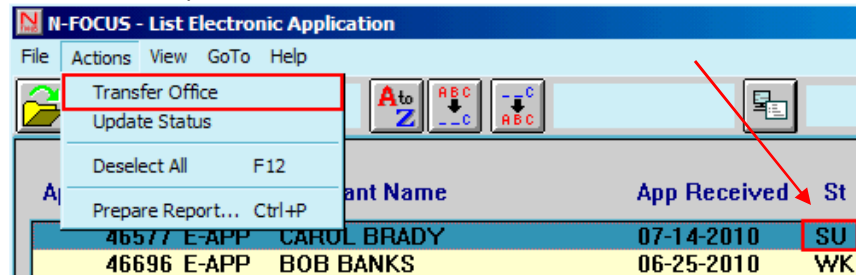 N-FOCUS - List Electronic Application
File Actions View GoTo Help
Transfer Office
Update Status
Deselect All F12
Prepare Report... Ctrl+P
A to Z
ABC
--C
--C
ABC
Ap ant Name App Received St
46577 E-APP CAROL BRADY 07-14-2010 SU
46696 E-APP BOB BANKS 06-25-2010 WK